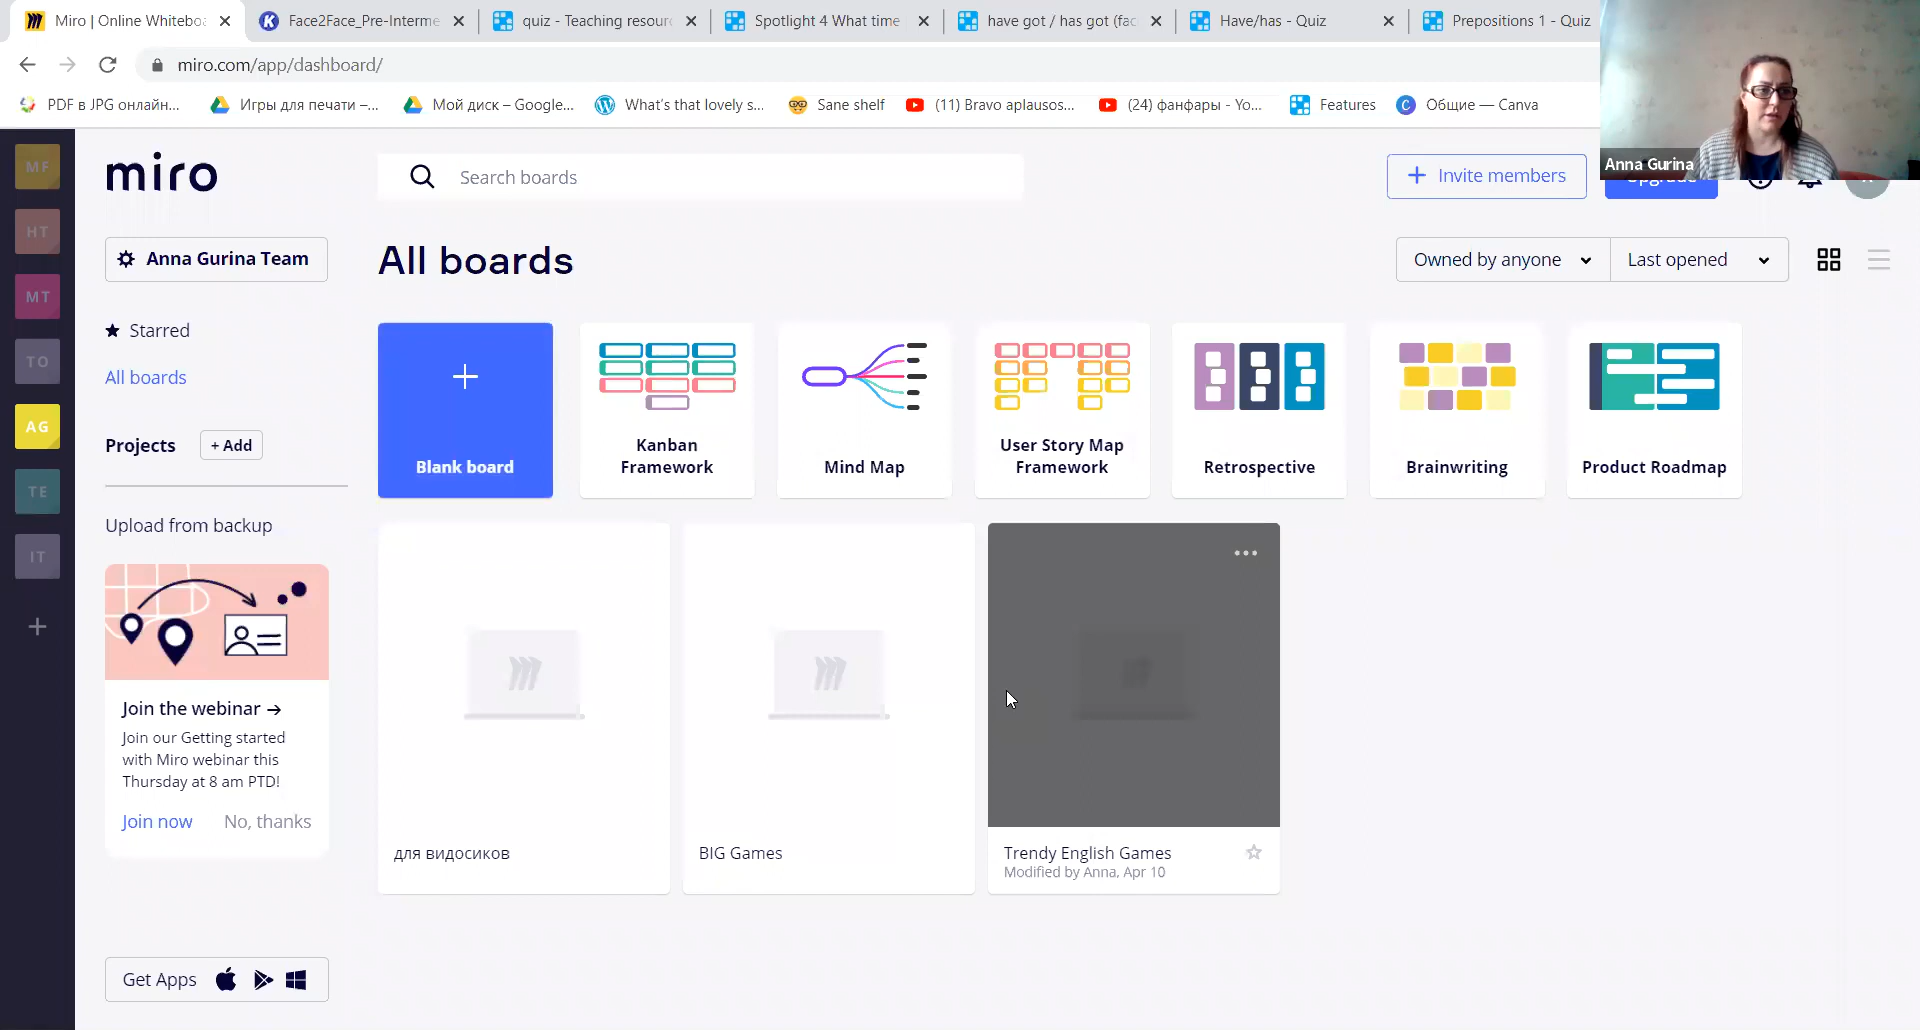 Miro | Online Whiteboa
Face2Face_Pre-Interme
quiz - Teaching resourc
Spotlight 4 What time
have got / has got (fac
Have/has - Quiz
Prepositions 1 - Quiz
miro.com/app/dashboard/
PDF в JPG онлайн...
Игры для печати –...
Мой диск – Google...
What's that lovely s...
Sane shelf
(11) Bravo aplausos...
(24) фанфары - Yo...
Features
Общие — Canva
Anna Gurina
MF
HT
MT
TO
AG
TE
IT
miro
Search boards
Invite members
Upgrade
Anna Gurina Team
All boards
Owned by anyone
Last opened
Starred
All boards
Projects
+ Add
Upload from backup
Blank board
Kanban
Framework
Mind Map
User Story Map
Framework
Retrospective
Brainwriting
Product Roadmap
Join the webinar →
Join our Getting started
with Miro webinar this
Thursday at 8 am PTD!
Join now
No, thanks
для видосиков
BIG Games
Trendy English Games
Modified by Anna, Apr 10
Get Apps